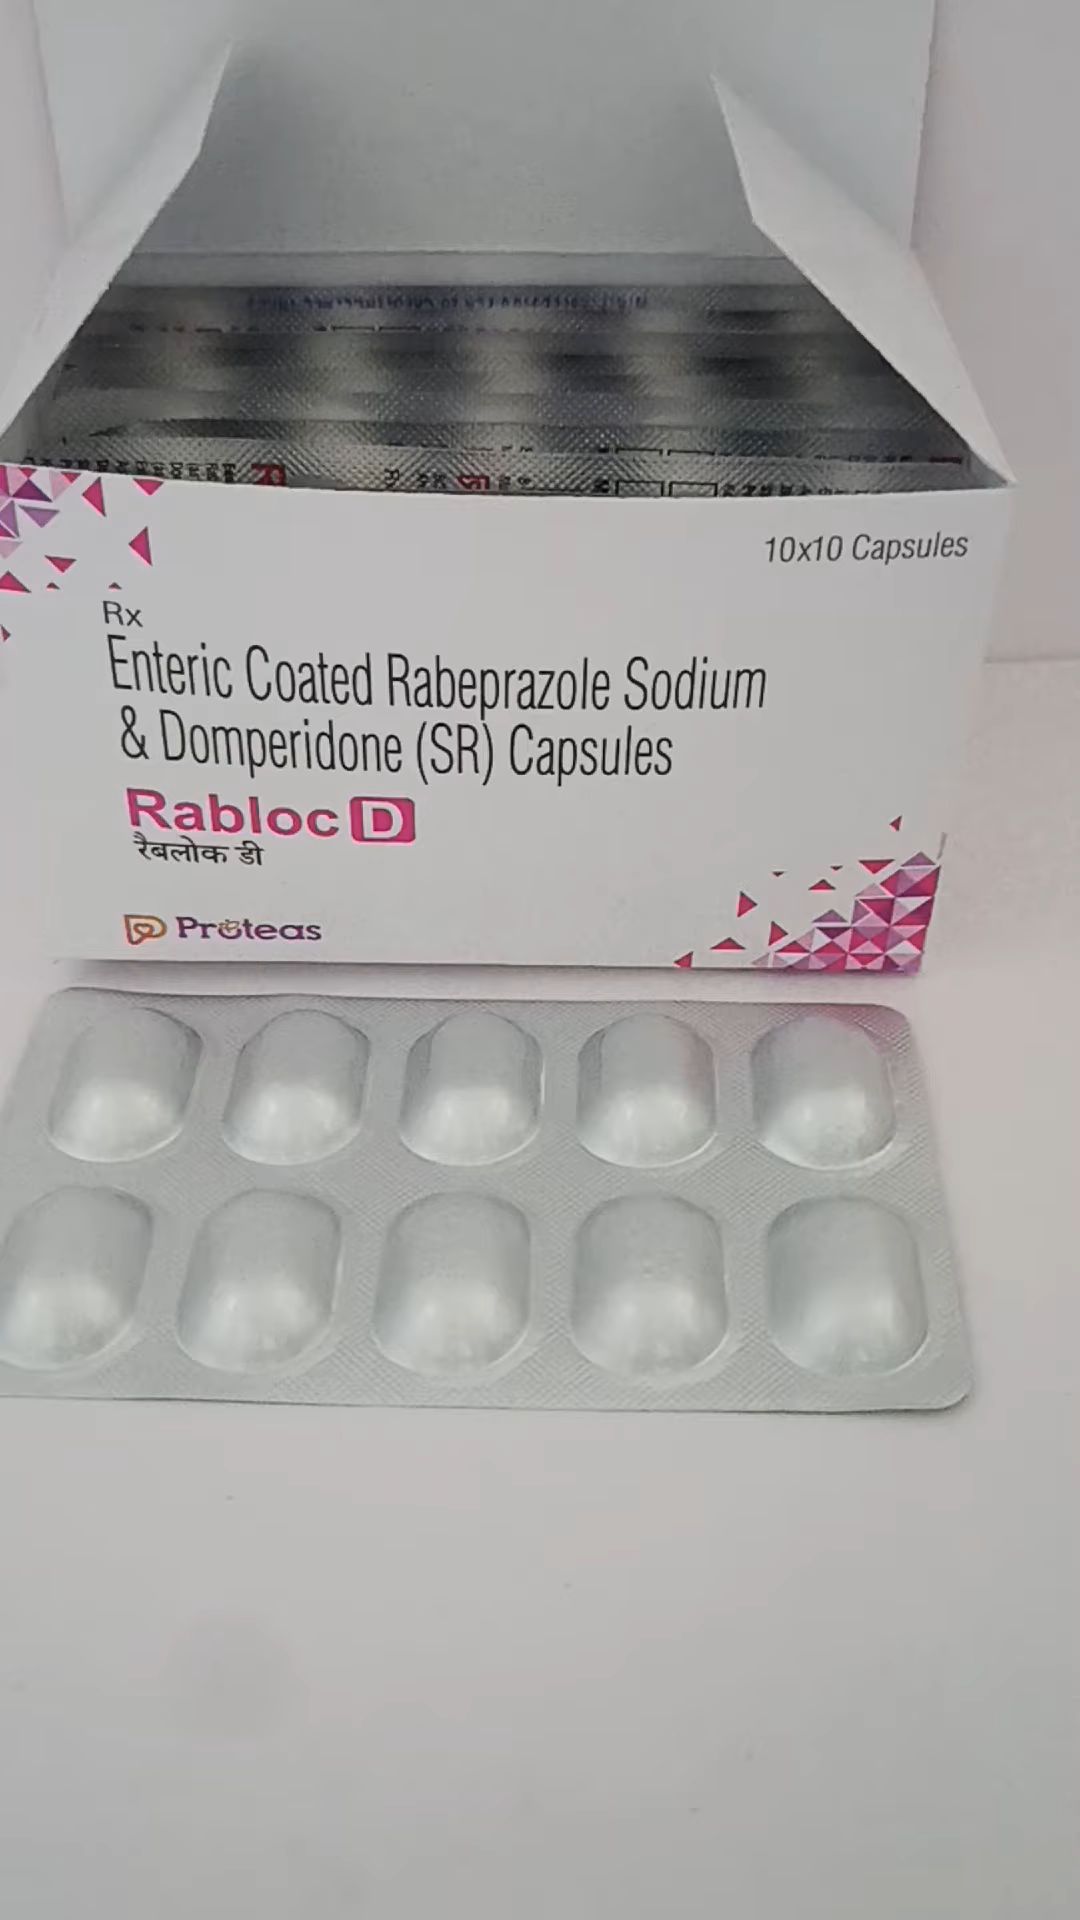 10x10 Capsules
Rx
Enteric Coated Rabeprazole Sodium
& Domperidone (SR) Capsules
Rabloc D
रैबलोक डी
Proteas